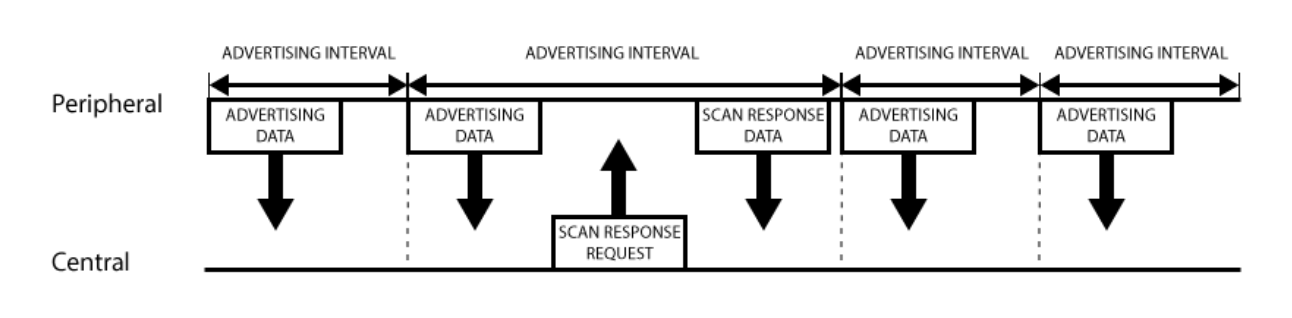 ADVERTISING INTERVAL
ADVERTISING INTERVAL
ADVERTISING INTERVAL
ADVERTISING INTERVAL
Peripheral
ADVERTISING
DATA
ADVERTISING
DATA
SCAN RESPONSE
DATA
ADVERTISING
DATA
ADVERTISING
DATA
SCAN RESPONSE
REQUEST
Central